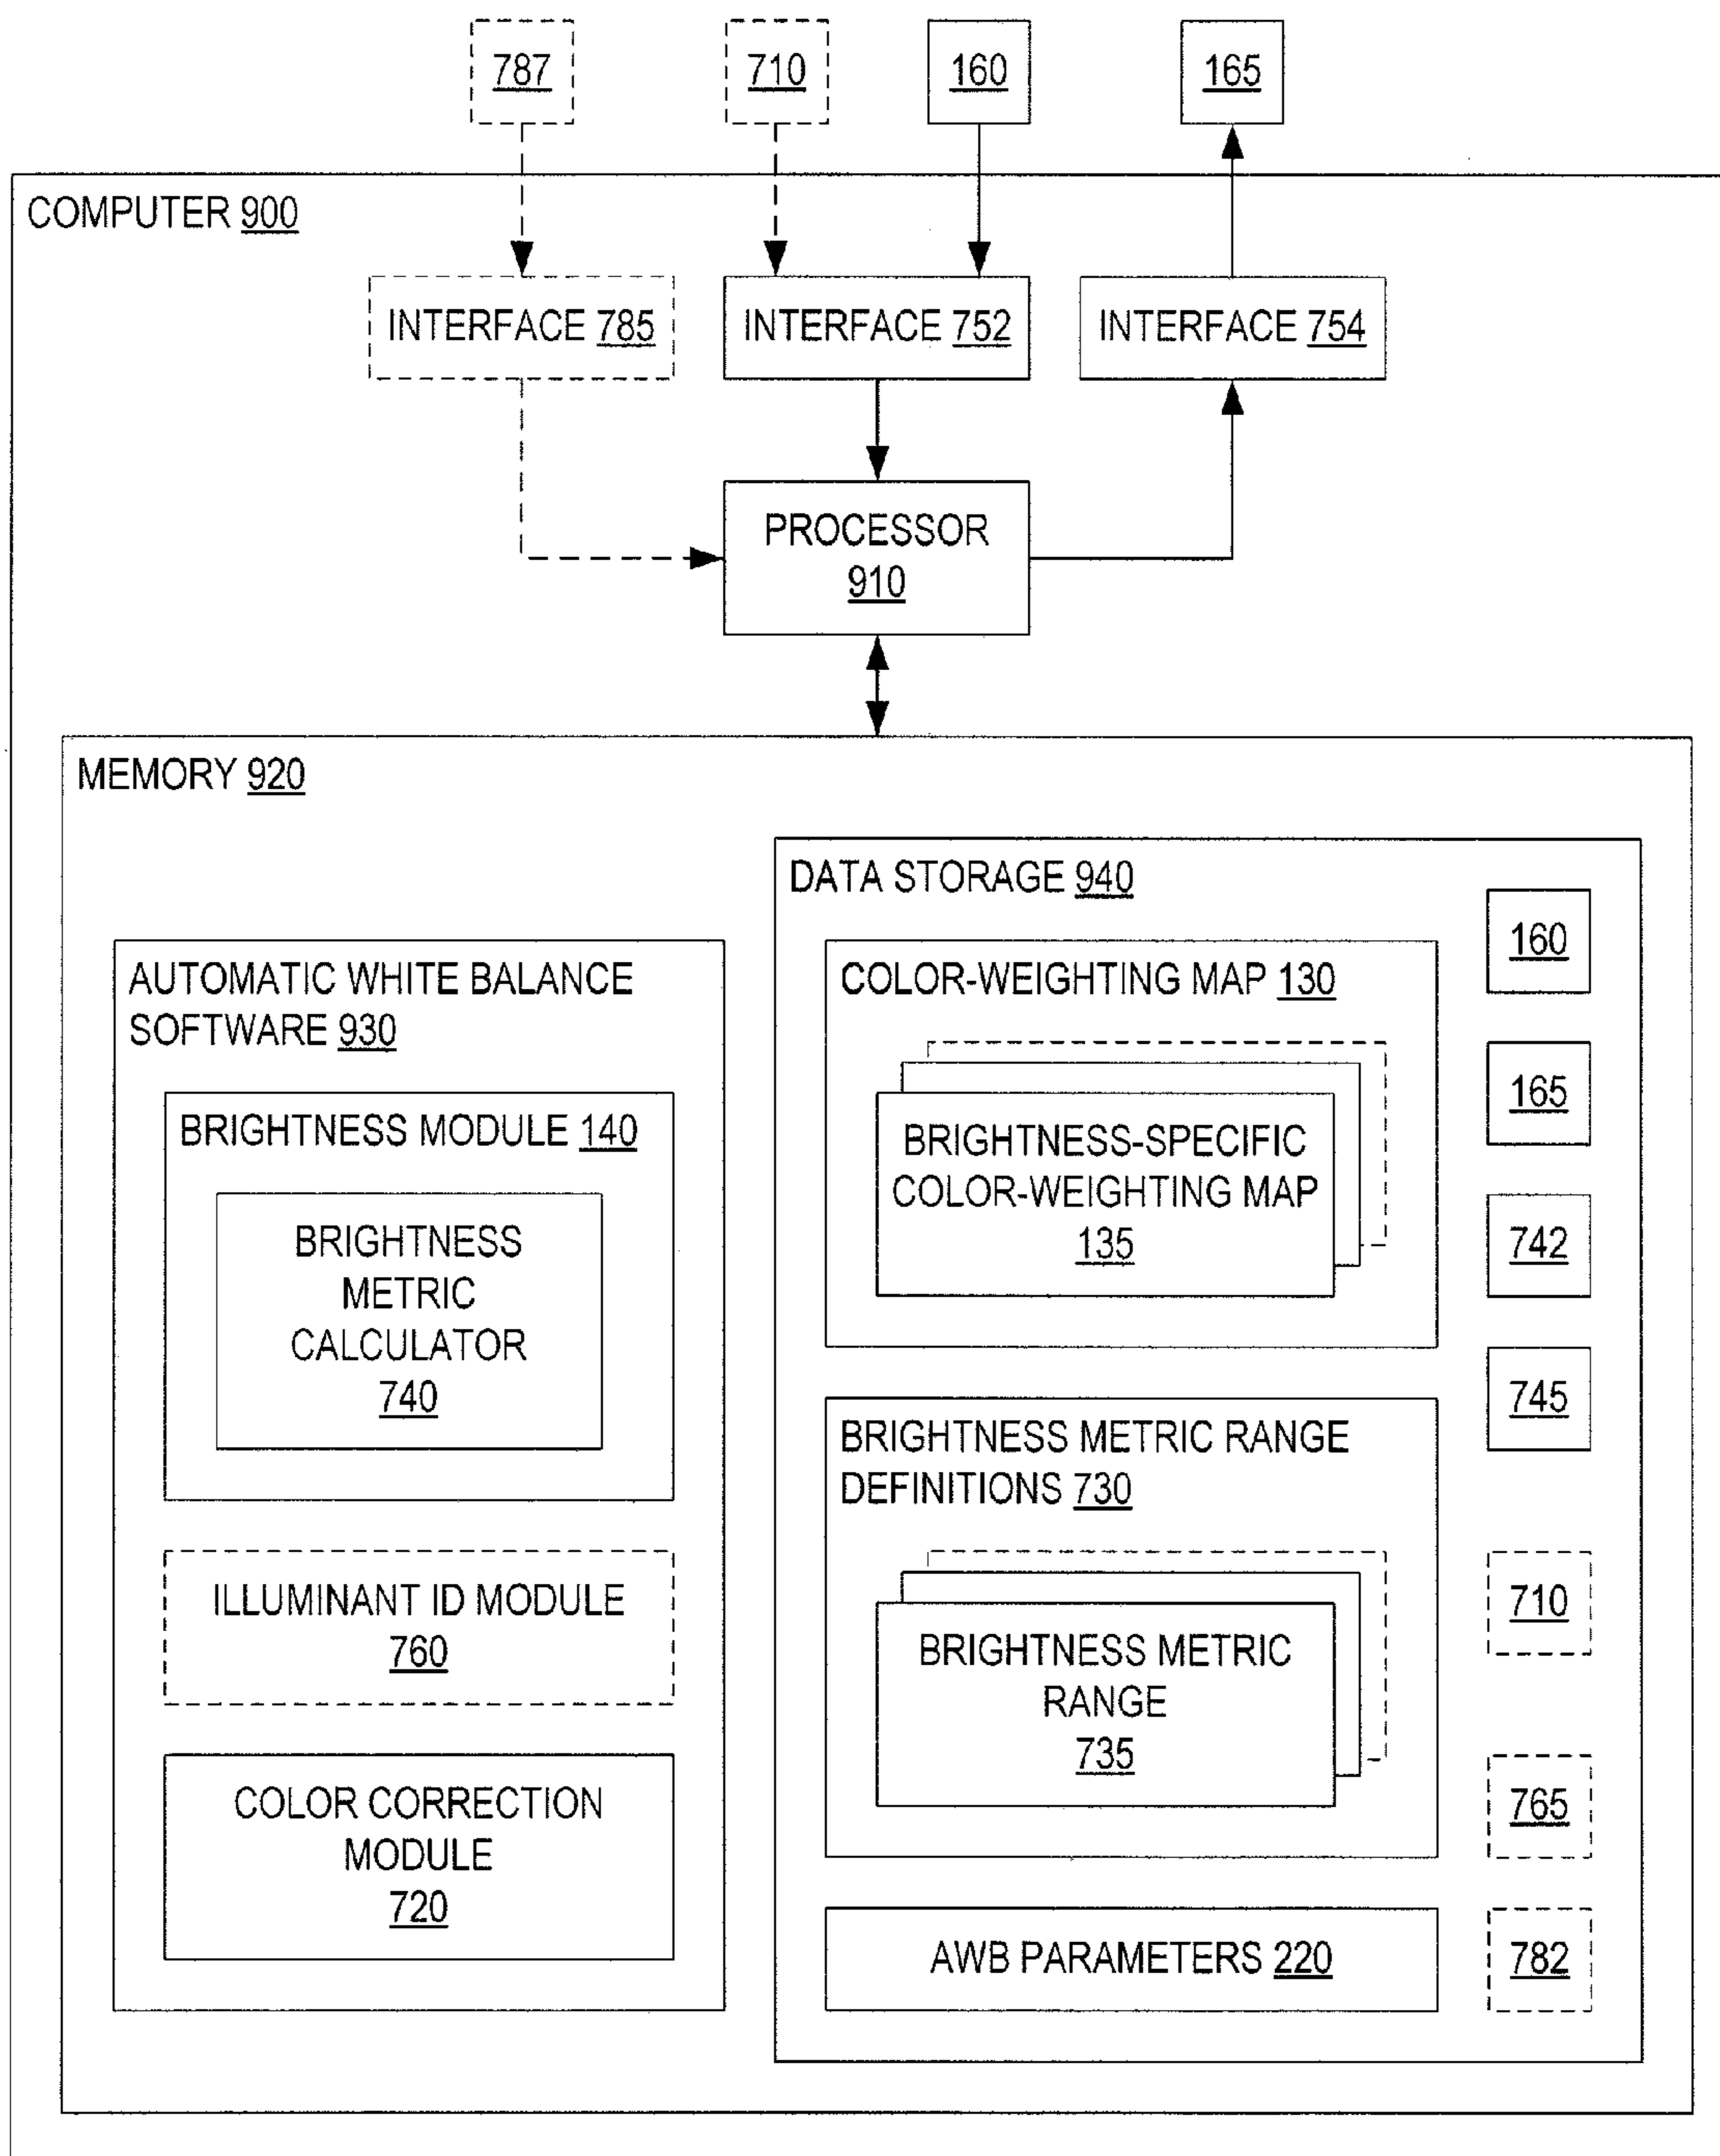 787
710
160
165
COMPUTER 900
INTERFACE 785
INTERFACE 752
INTERFACE 754
PROCESSOR
910
MEMORY 920
DATA STORAGE 940
AUTOMATIC WHITE BALANCE
SOFTWARE 930
BRIGHTNESS MODULE 140
BRIGHTNESS
METRIC
CALCULATOR
740
ILLUMINANT ID MODULE
760
COLOR CORRECTION
MODULE
720
COLOR-WEIGHTING MAP 130
BRIGHTNESS-SPECIFIC
COLOR-WEIGHTING MAP
135
BRIGHTNESS METRIC RANGE
DEFINITIONS 730
BRIGHTNESS METRIC
RANGE
735
AWB PARAMETERS 220
160
165
742
745
710
765
782